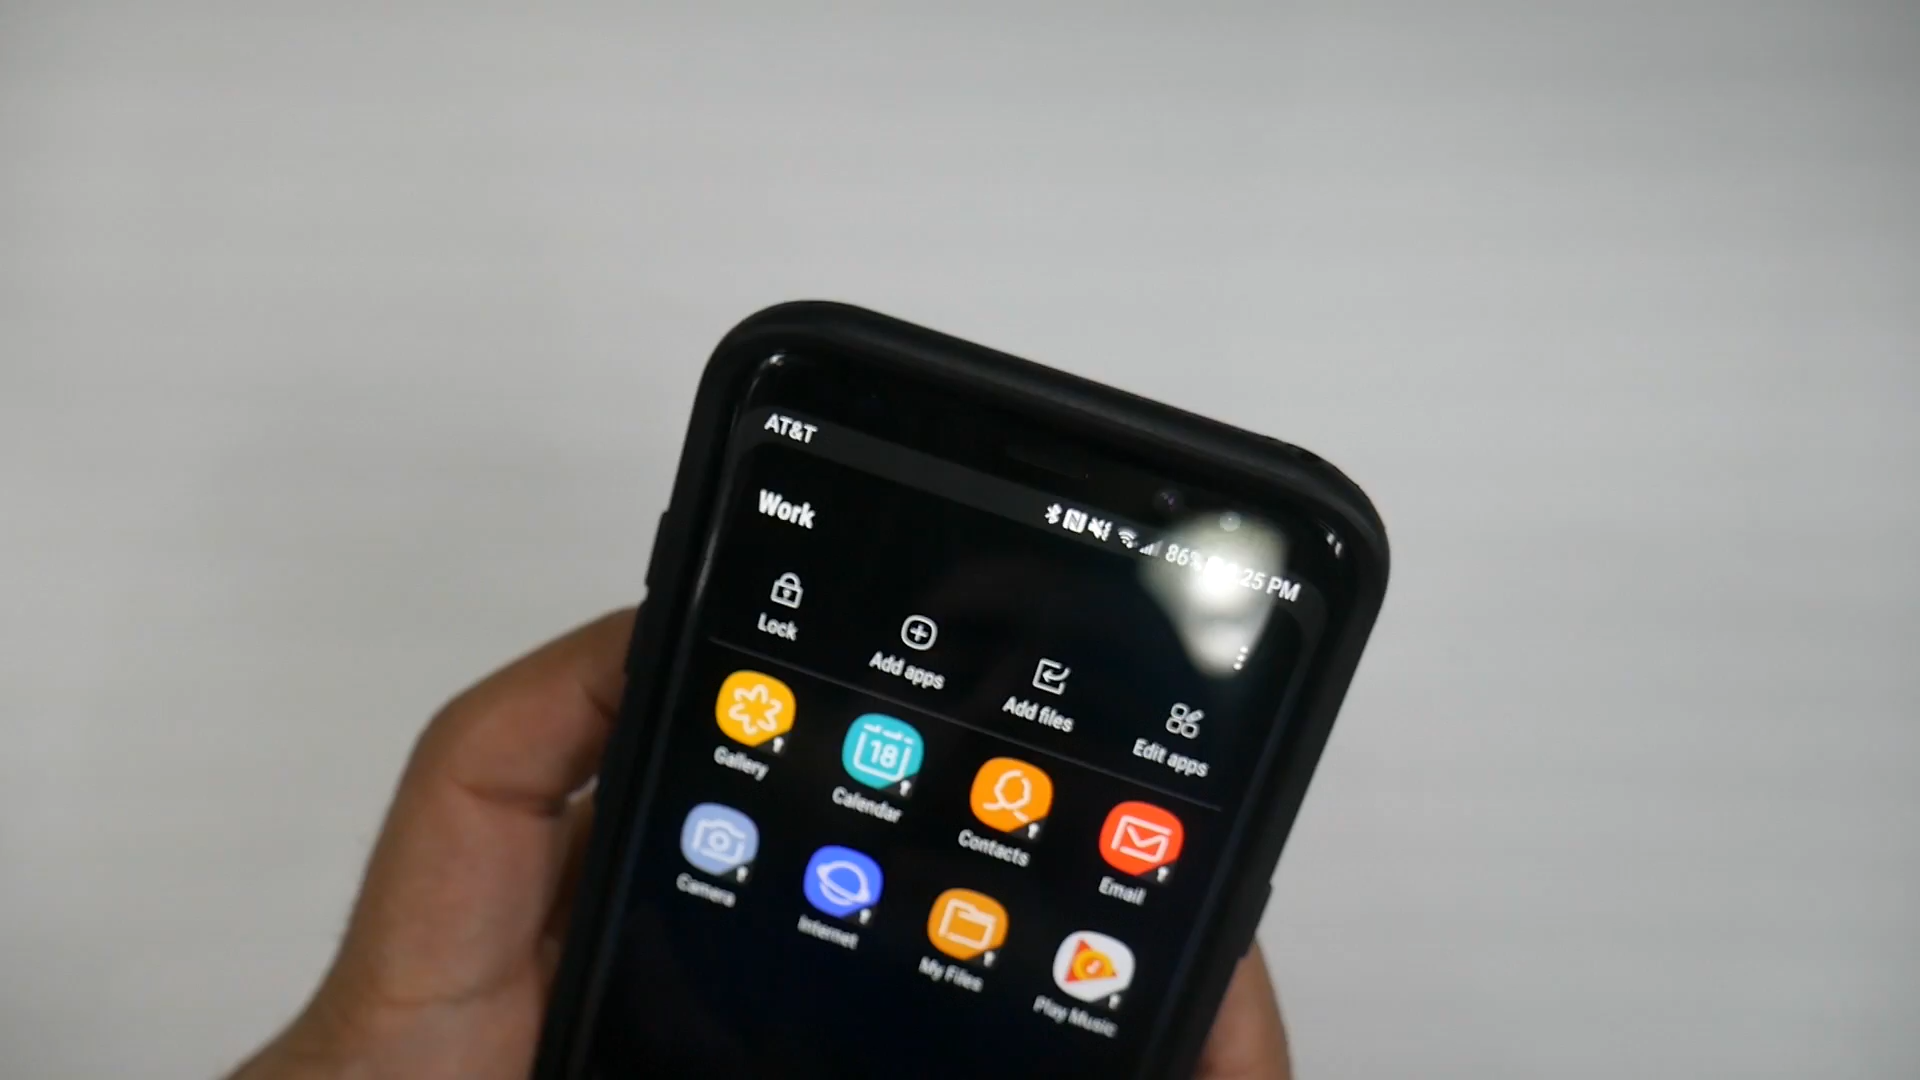 AT&T
86% 25 PM
Work
Lock
Add apps
Add files
Edit apps
Gallery
18
Calendar
Contacts
Email
Camera
Internet
My Files
Play Music